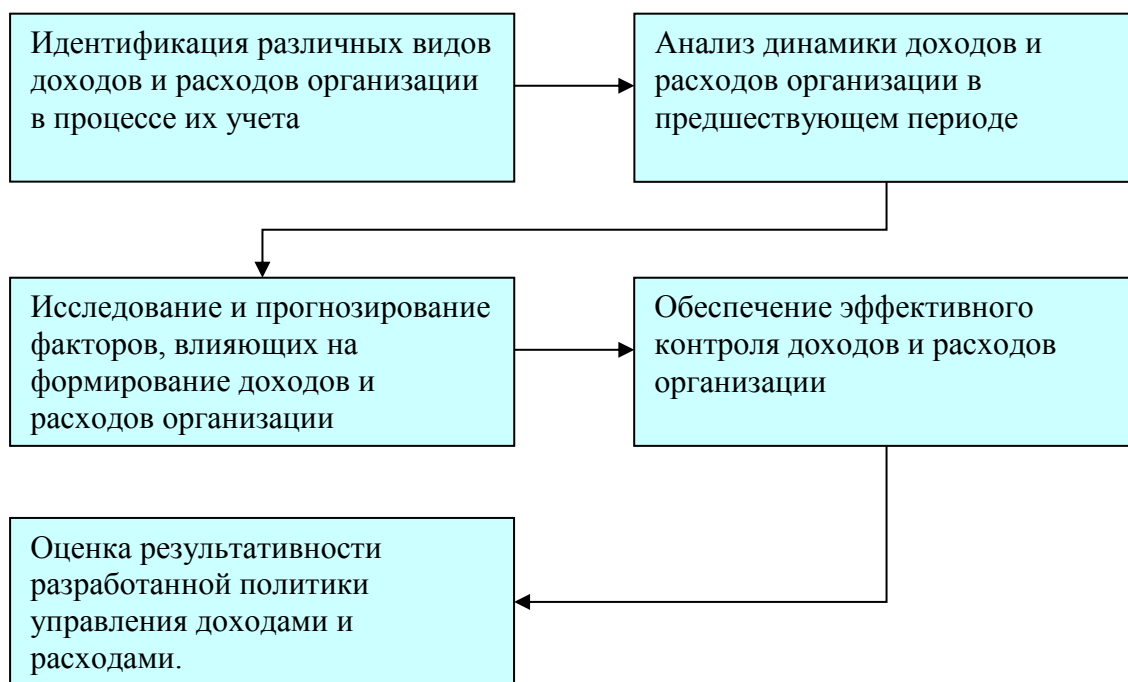 Идентификация различных видов
доходов и расходов организации
в процессе их учета
Анализ динамики доходов и
расходов организации в
предшествующем периоде
Исследование и прогнозирование
факторов, влияющих на
формирование доходов и
расходов организации
Обеспечение эффективного
контроля доходов и расходов
организации
Оценка результативности
разработанной политики
управления доходами и
расходами.